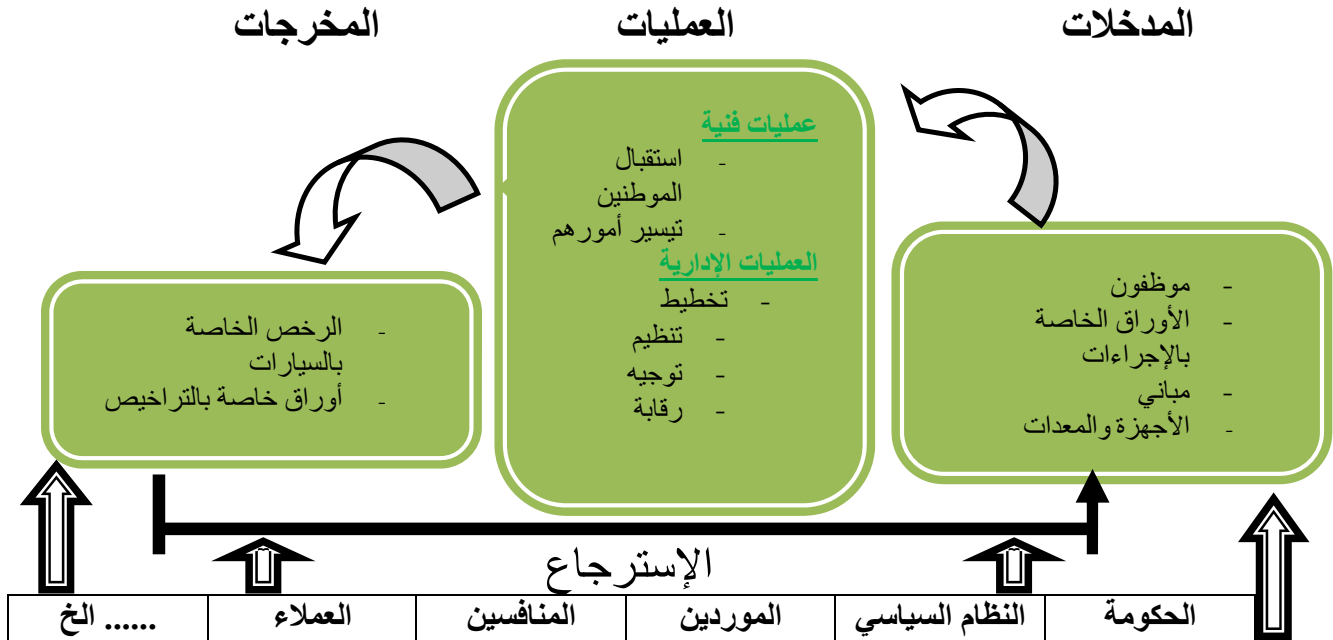 المدخلات
العمليات
المخرجات
- موظفون
- الأوراق الخاصة
بالإجراءات
- مباني
- الأجهزة والمعدات
عمليات فنية
- استقبال
الموطنين
- تيسير أمورهم
العمليات الإدارية
- تخطيط
- تنظيم
- توجيه
- رقابة
- الرخص الخاصة
بالسيارات
- أوراق خاصة بالتراخيص
الإسترجاع
الحكومة
النظام السياسي
الموردين
المنافسين
العملاء
...... الخ